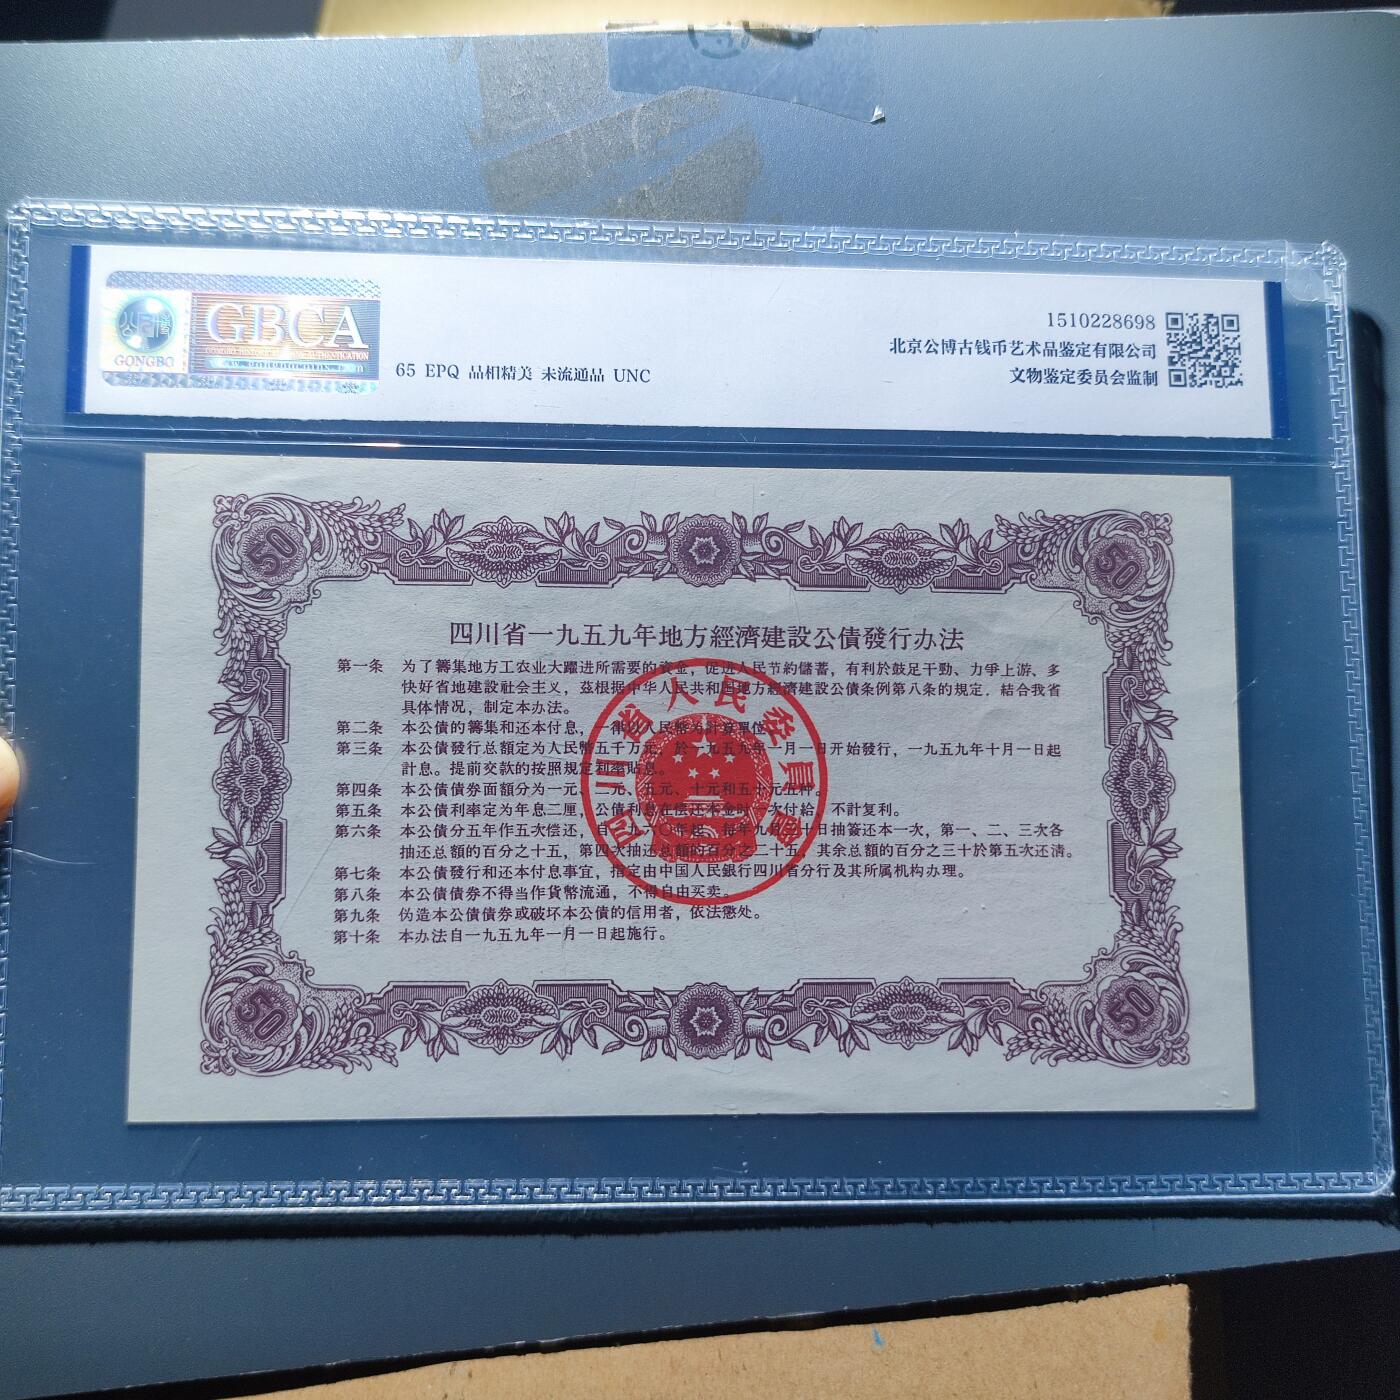 GBCA
GONGBO
65 EPQ 品相精美 未流通品 UNC
1510228698
北京公博古钱币艺术品鉴定有限公司
文物鉴定委员会监制
50
50
四川省一九五九年地方經濟建設公債發行办法
第一条 为了籌集地方工农业大躍进所需要的资金，促进人民节約儲蓄，有利於鼓足干勁、力爭上游、多
快好省地建設社会主义，兹根据中华人民共和国地方經濟建設公債条例第八条的規定，結合我省
具体情况，制定本办法。
第二条 本公債的籌集和还本付息，一律以人民幣为計算單位。
第三条 本公債發行总額定为人民幣五千万元，於一九五九年一月一日开始發行，一九五九年十月一日起
計息。提前交款的按照規定利率貼息。
第四条 本公債債券面額分为一元、二元、五元、十元和五十元五种。
第五条 本公債利率定为年息二厘，公債利息在偿还本金时一次付給，不計复利。
第六条 本公債分五年作五次偿还，自一九六〇年起，每年九月三十日抽簽还本一次，第一、二、三次各
抽还总額的百分之十五，第四次抽还总額的百分之二十五，其余总額的百分之三十於第五次还淸。
第七条 本公債發行和还本付息事宜，指定由中国人民銀行四川省分行及其所属机构办理。
第八条 本公債債券不得当作貨幣流通，不得自由买卖。
第九条 伪造本公債債券或破坏本公債的信用者，依法懲处。
第十条 本办法自一九五九年一月一日起施行。
四川省人民委員會
50
50